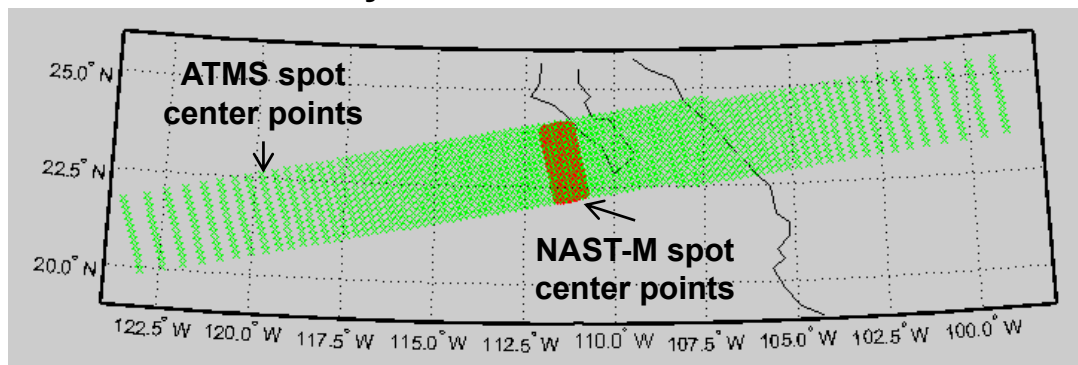 25.0° N
ATMS spot
center points
22.5° N
NAST-M spot
center points
20.0° N
122.5° W 120.0° W 117.5° W 115.0° W 112.5° W 110.0° W 107.5° W 105.0° W 102.5° W 100.0° W